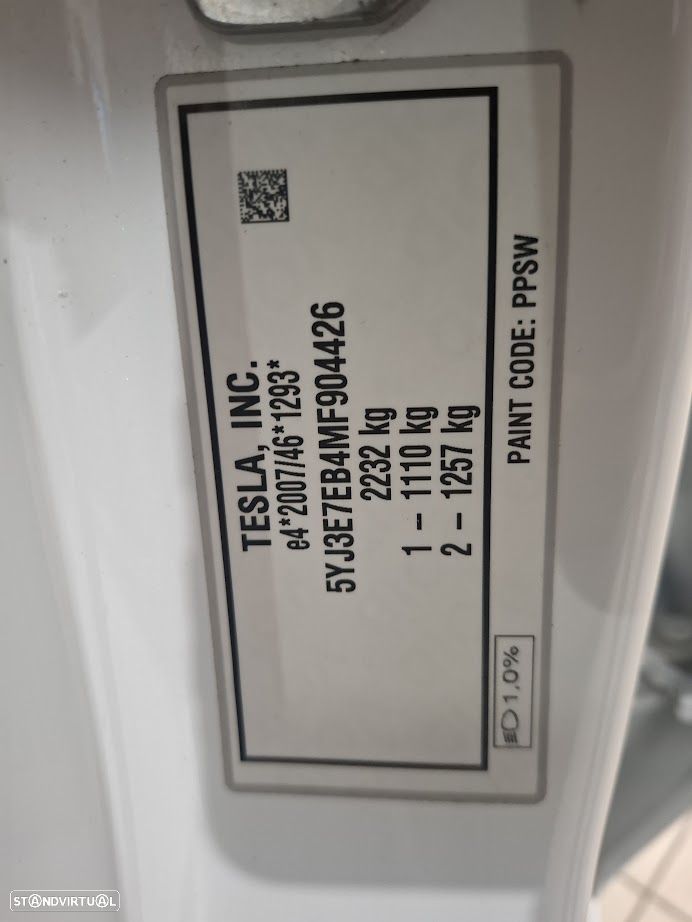 TESLA, INC.
e4*2007/46*1293*
5YJ3E7EB4MF904426
2232 kg
1 - 1110 kg
2 - 1257 kg
PAINT CODE: PPSW
1,0%
STANDVIRTUAL